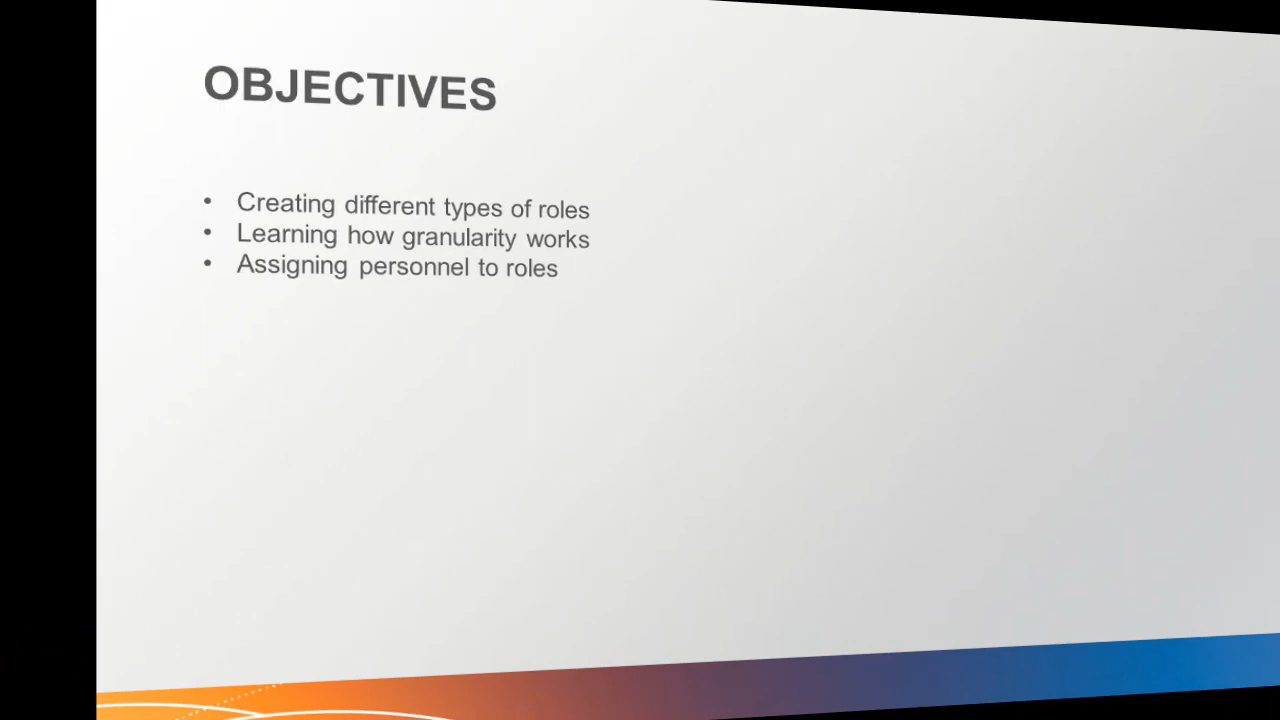 OBJECTIVES
• Creating different types of roles
• Learning how granularity works
• Assigning personnel to roles